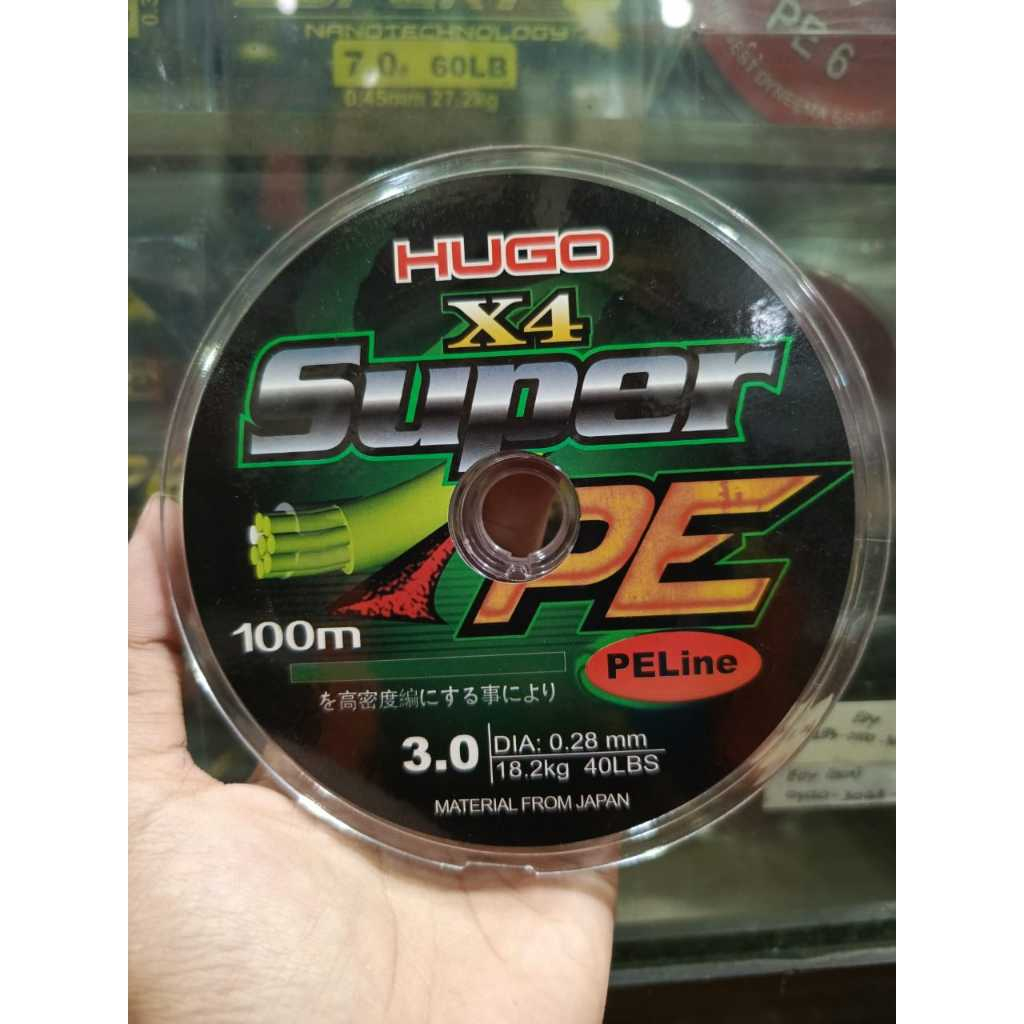 NANOTECHNOLOGY
7.0 60LB
0.45mm 27.2kg
PE 6
HUGO
X4
Super
PE
100m
PELine
を高密度編にする事により
3.0
DIA: 0.28 mm
18.2kg 40LBS
MATERIAL FROM JAPAN